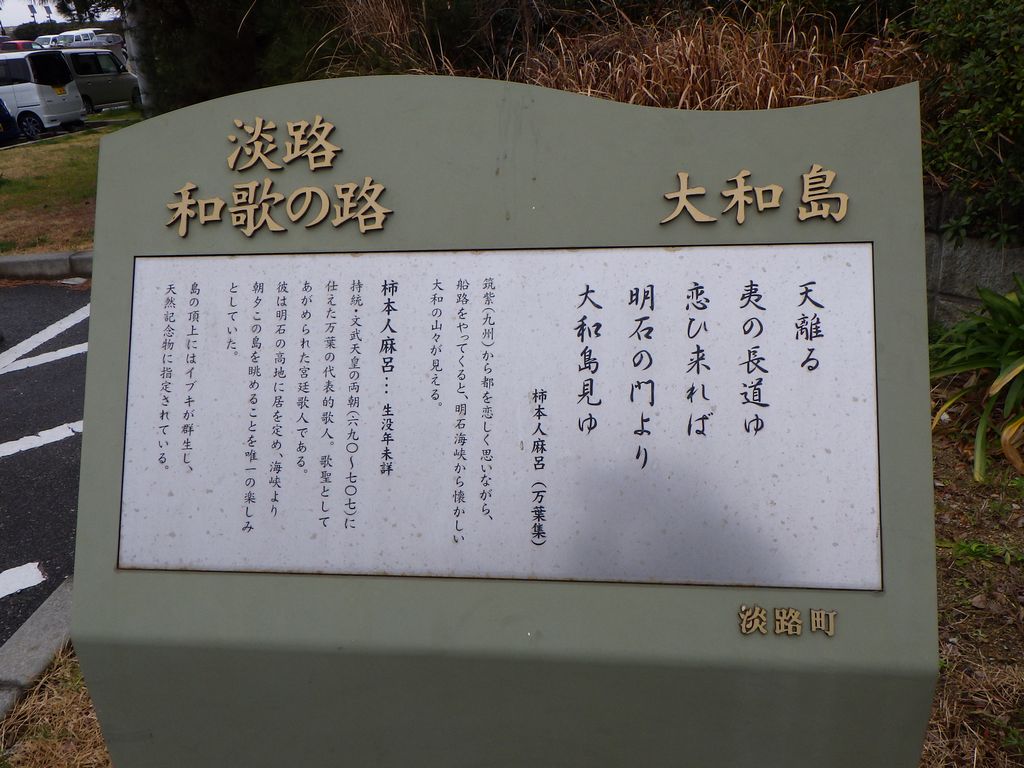 淡路
和歌の路
大和島
天離る
夷の長道ゆ
恋ひ来れば
明石の門より
大和島見ゆ
柿本人麻呂(万葉集)
筑紫(九州)から都を恋しく思いながら、
船路をやってくると、明石海峡から懐かしい
大和の山々が見える。
柿本人麻呂…生没年未詳
持統・文武天皇の両朝(六九〇〜七〇七)に
仕えた万葉の代表的歌人。歌聖として
あがめられた宮廷歌人である。
彼は明石の高地に居を定め、海峡より
朝夕この島を眺めることを唯一の楽しみ
としていた。
島の頂上にはイブキが群生し、
天然記念物に指定されている。
淡路町